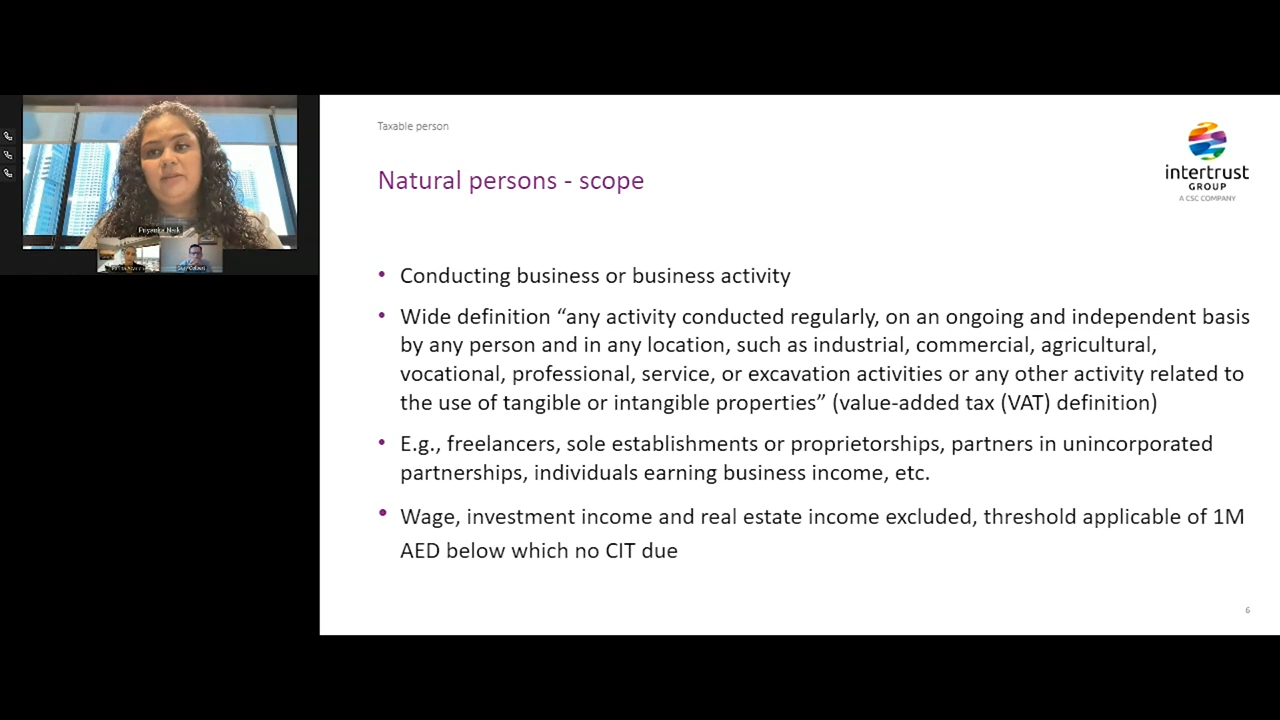 Taxable person
Natural persons - scope
intertrust
GROUP
A CSC COMPANY
Priyanka Naik
• Conducting business or business activity
• Wide definition “any activity conducted regularly, on an ongoing and independent basis
by any person and in any location, such as industrial, commercial, agricultural,
vocational, professional, service, or excavation activities or any other activity related to
the use of tangible or intangible properties” (value-added tax (VAT) definition)
• E.g., freelancers, sole establishments or proprietorships, partners in unincorporated
partnerships, individuals earning business income, etc.
• Wage, investment income and real estate income excluded, threshold applicable of 1M
AED below which no CIT due
6